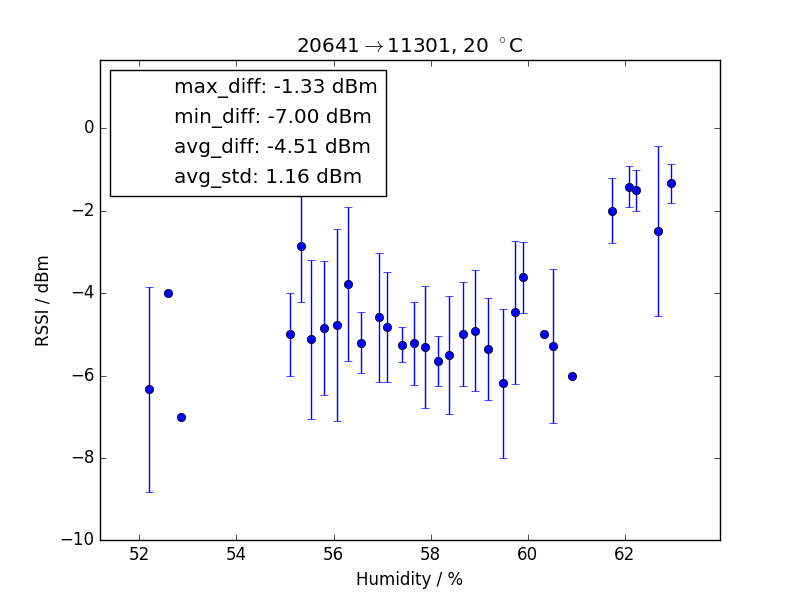 20641→11301, 20 °C
max_diff: -1.33 dBm
min_diff: -7.00 dBm
avg_diff: -4.51 dBm
avg_std: 1.16 dBm
0
−2
−4
−6
−8
−10
RSSI / dBm
52 54 56 58 60 62
Humidity / %